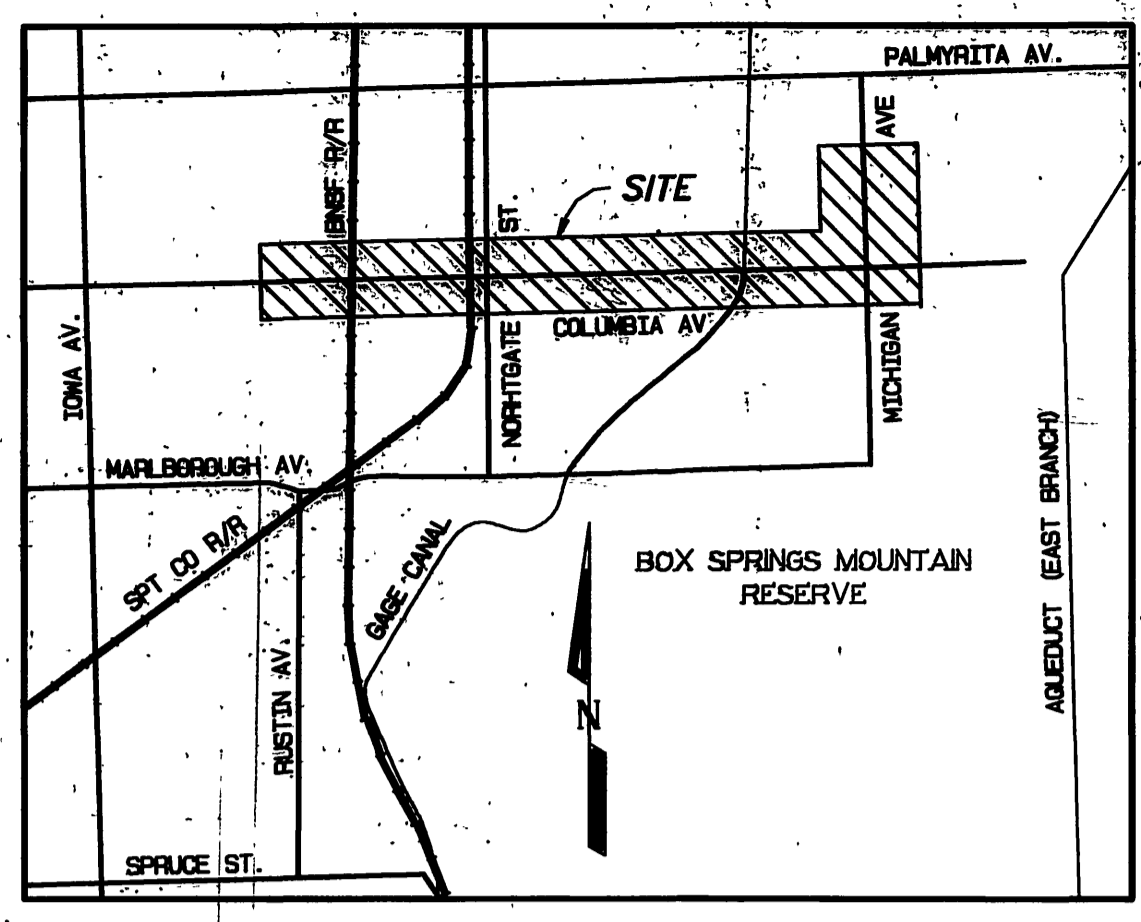 PALMYRITA AV.
AVE
BNSF R/R
SITE
ST.
COLUMBIA AV.
IOWA AV.
NORHTGATE
MICHIGAN
MARLBOROUGH AV.
AQUEDUCT (EAST BRANCH)
SPT CO R/R
GAGE CANAL
BOX SPRINGS MOUNTAIN
RESERVE
RUSTIN AV.
N
SPRUCE ST.